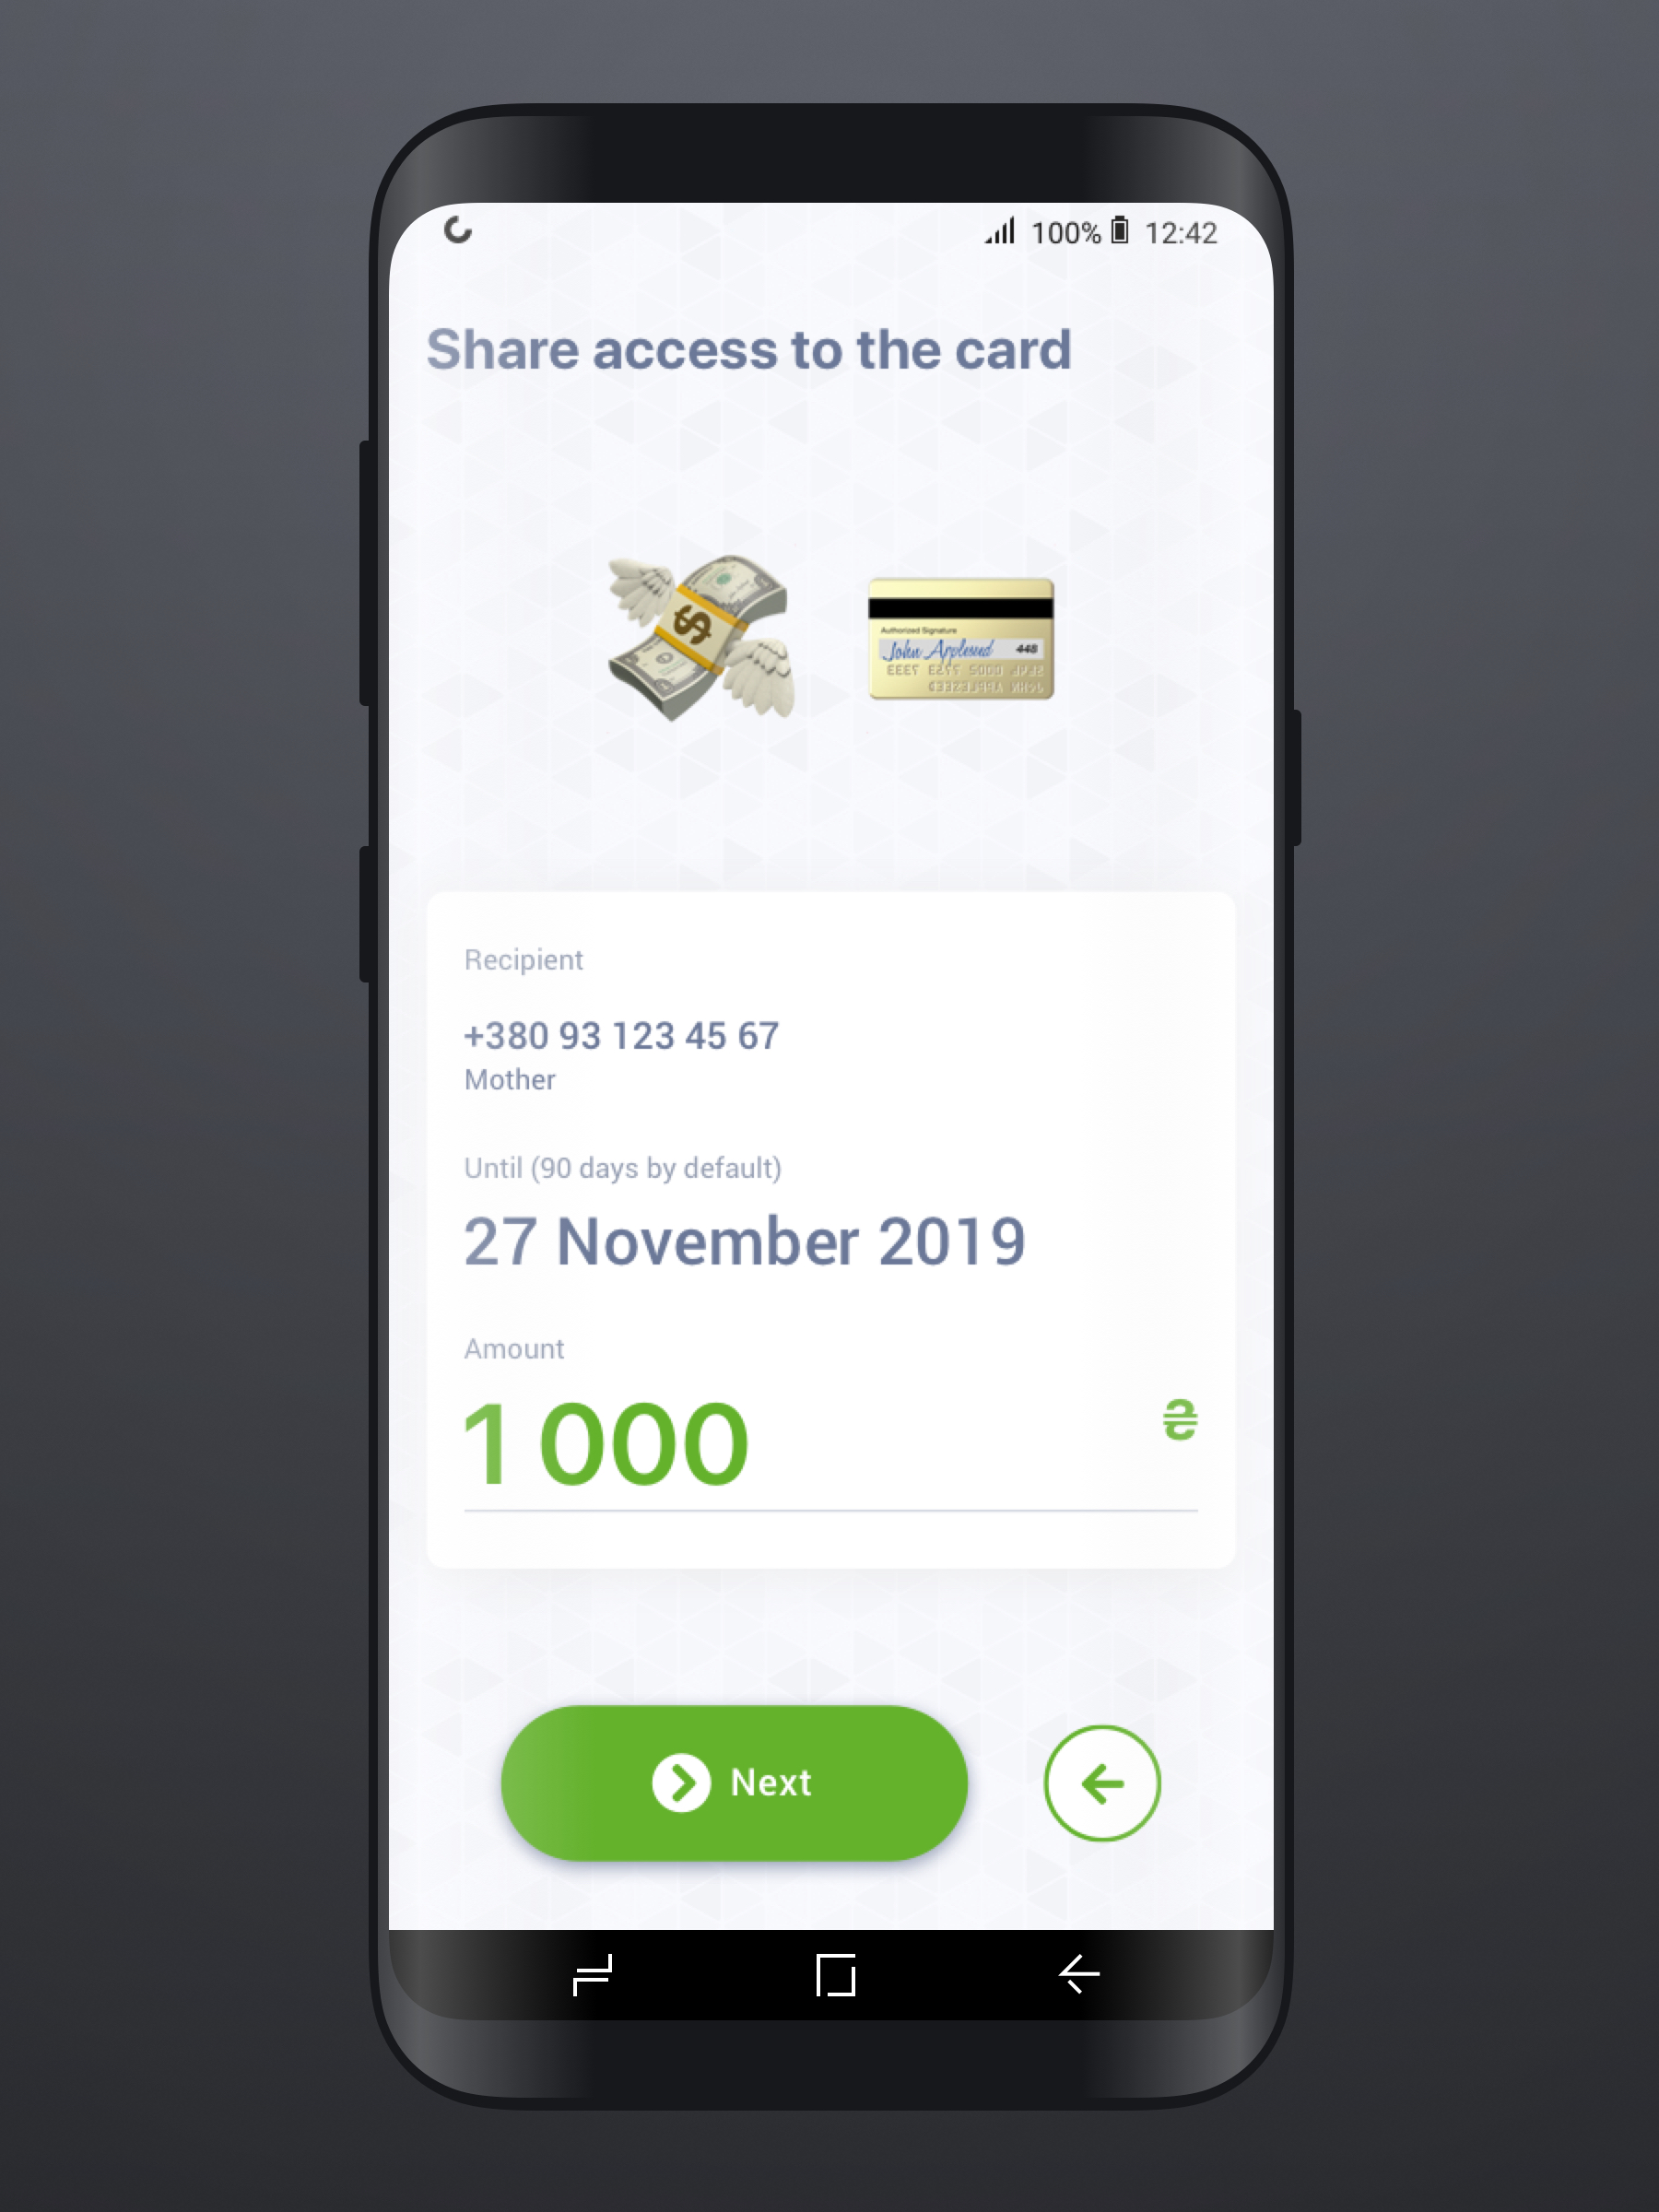 100% 12:42
Share access to the card
Authorized Signature
John Appleseed 448
Recipient
+380 93 123 45 67
Mother
Until (90 days by default)
27 November 2019
Amount
1 000 ₴
Next